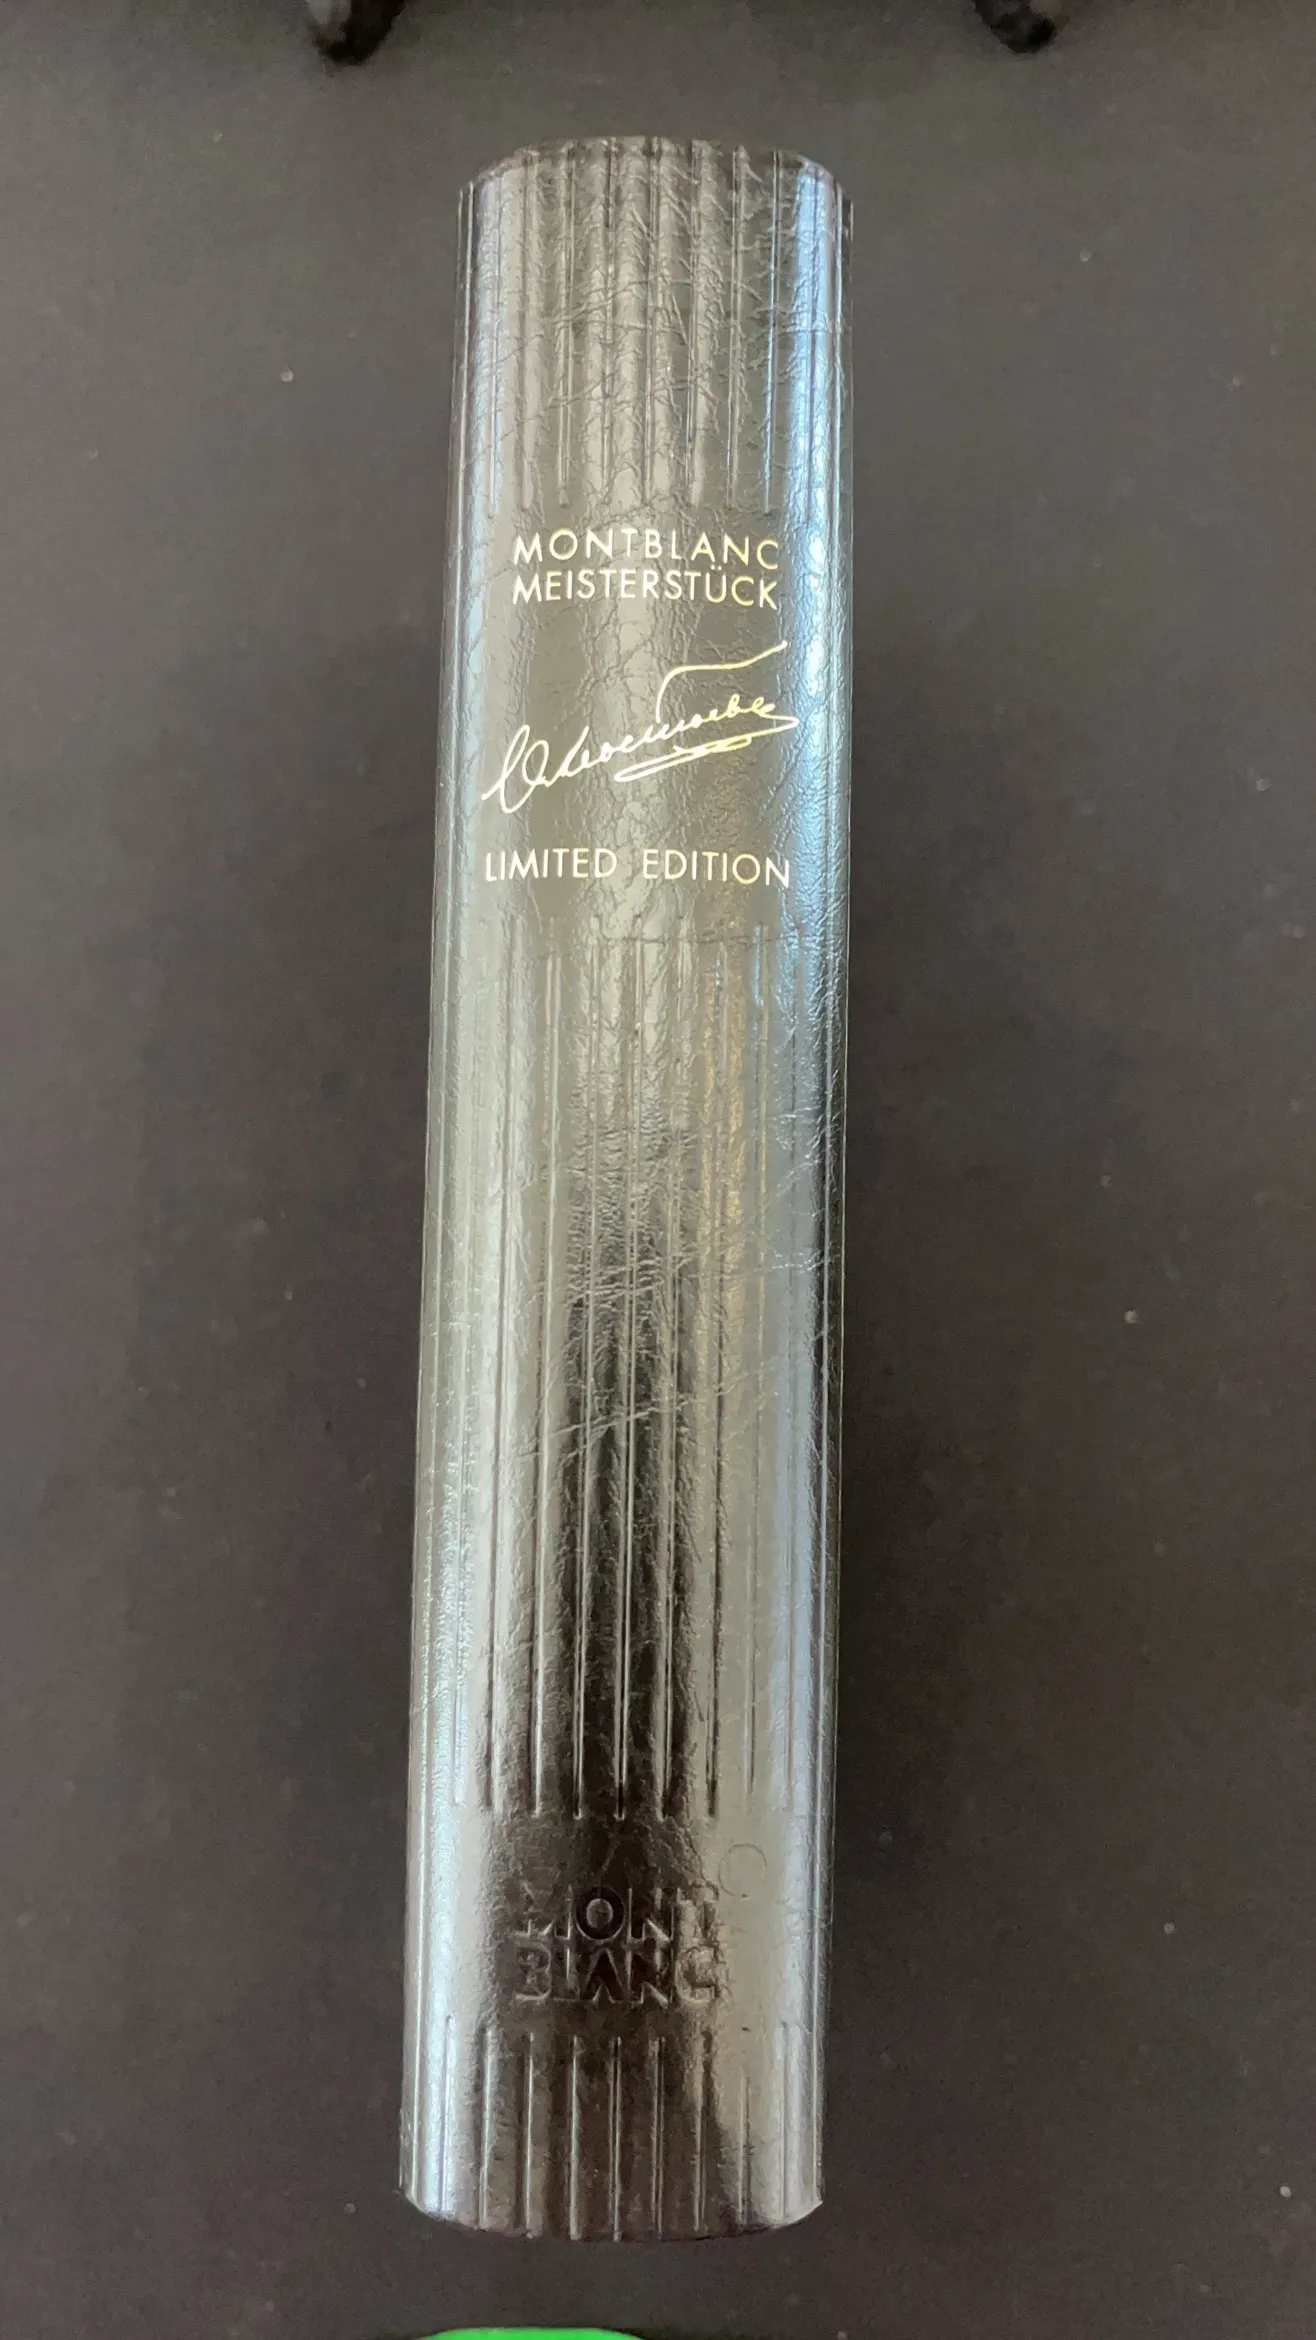 MONTBLANC
MEISTERSTÜCK
LIMITED EDITION
MONT
BLANC